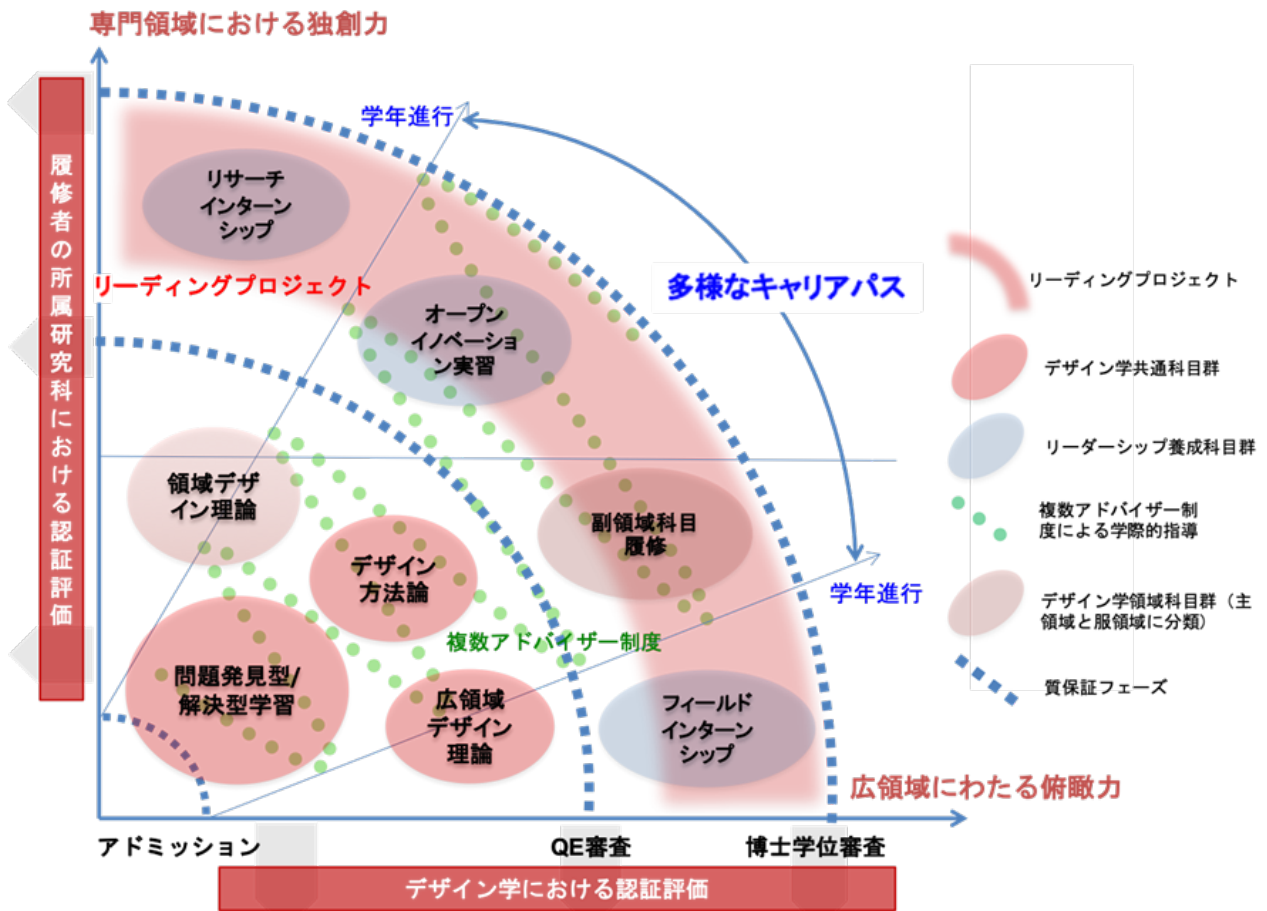 専門領域における独創力
履修者の所属研究科における認証評価
学年進行
リサーチ
インターン
シップ
リーディングプロジェクト
多様なキャリアパス
オープン
イノベーショ
ン実習
領域デザ
イン理論
デザイン
方法論
副領域科目
履修
学年進行
複数アドバイザー制度
問題発見型/
解決型学習
広領域
デザイン
理論
フィールド
インターン
シップ
広領域にわたる俯瞰力
アドミッション
QE審査
博士学位審査
デザイン学における認証評価
リーディングプロジェクト
デザイン学共通科目群
リーダーシップ養成科目群
複数アドバイザー制
度による学際的指導
デザイン学領域科目群（主
領域と服領域に分類）
質保証フェーズ